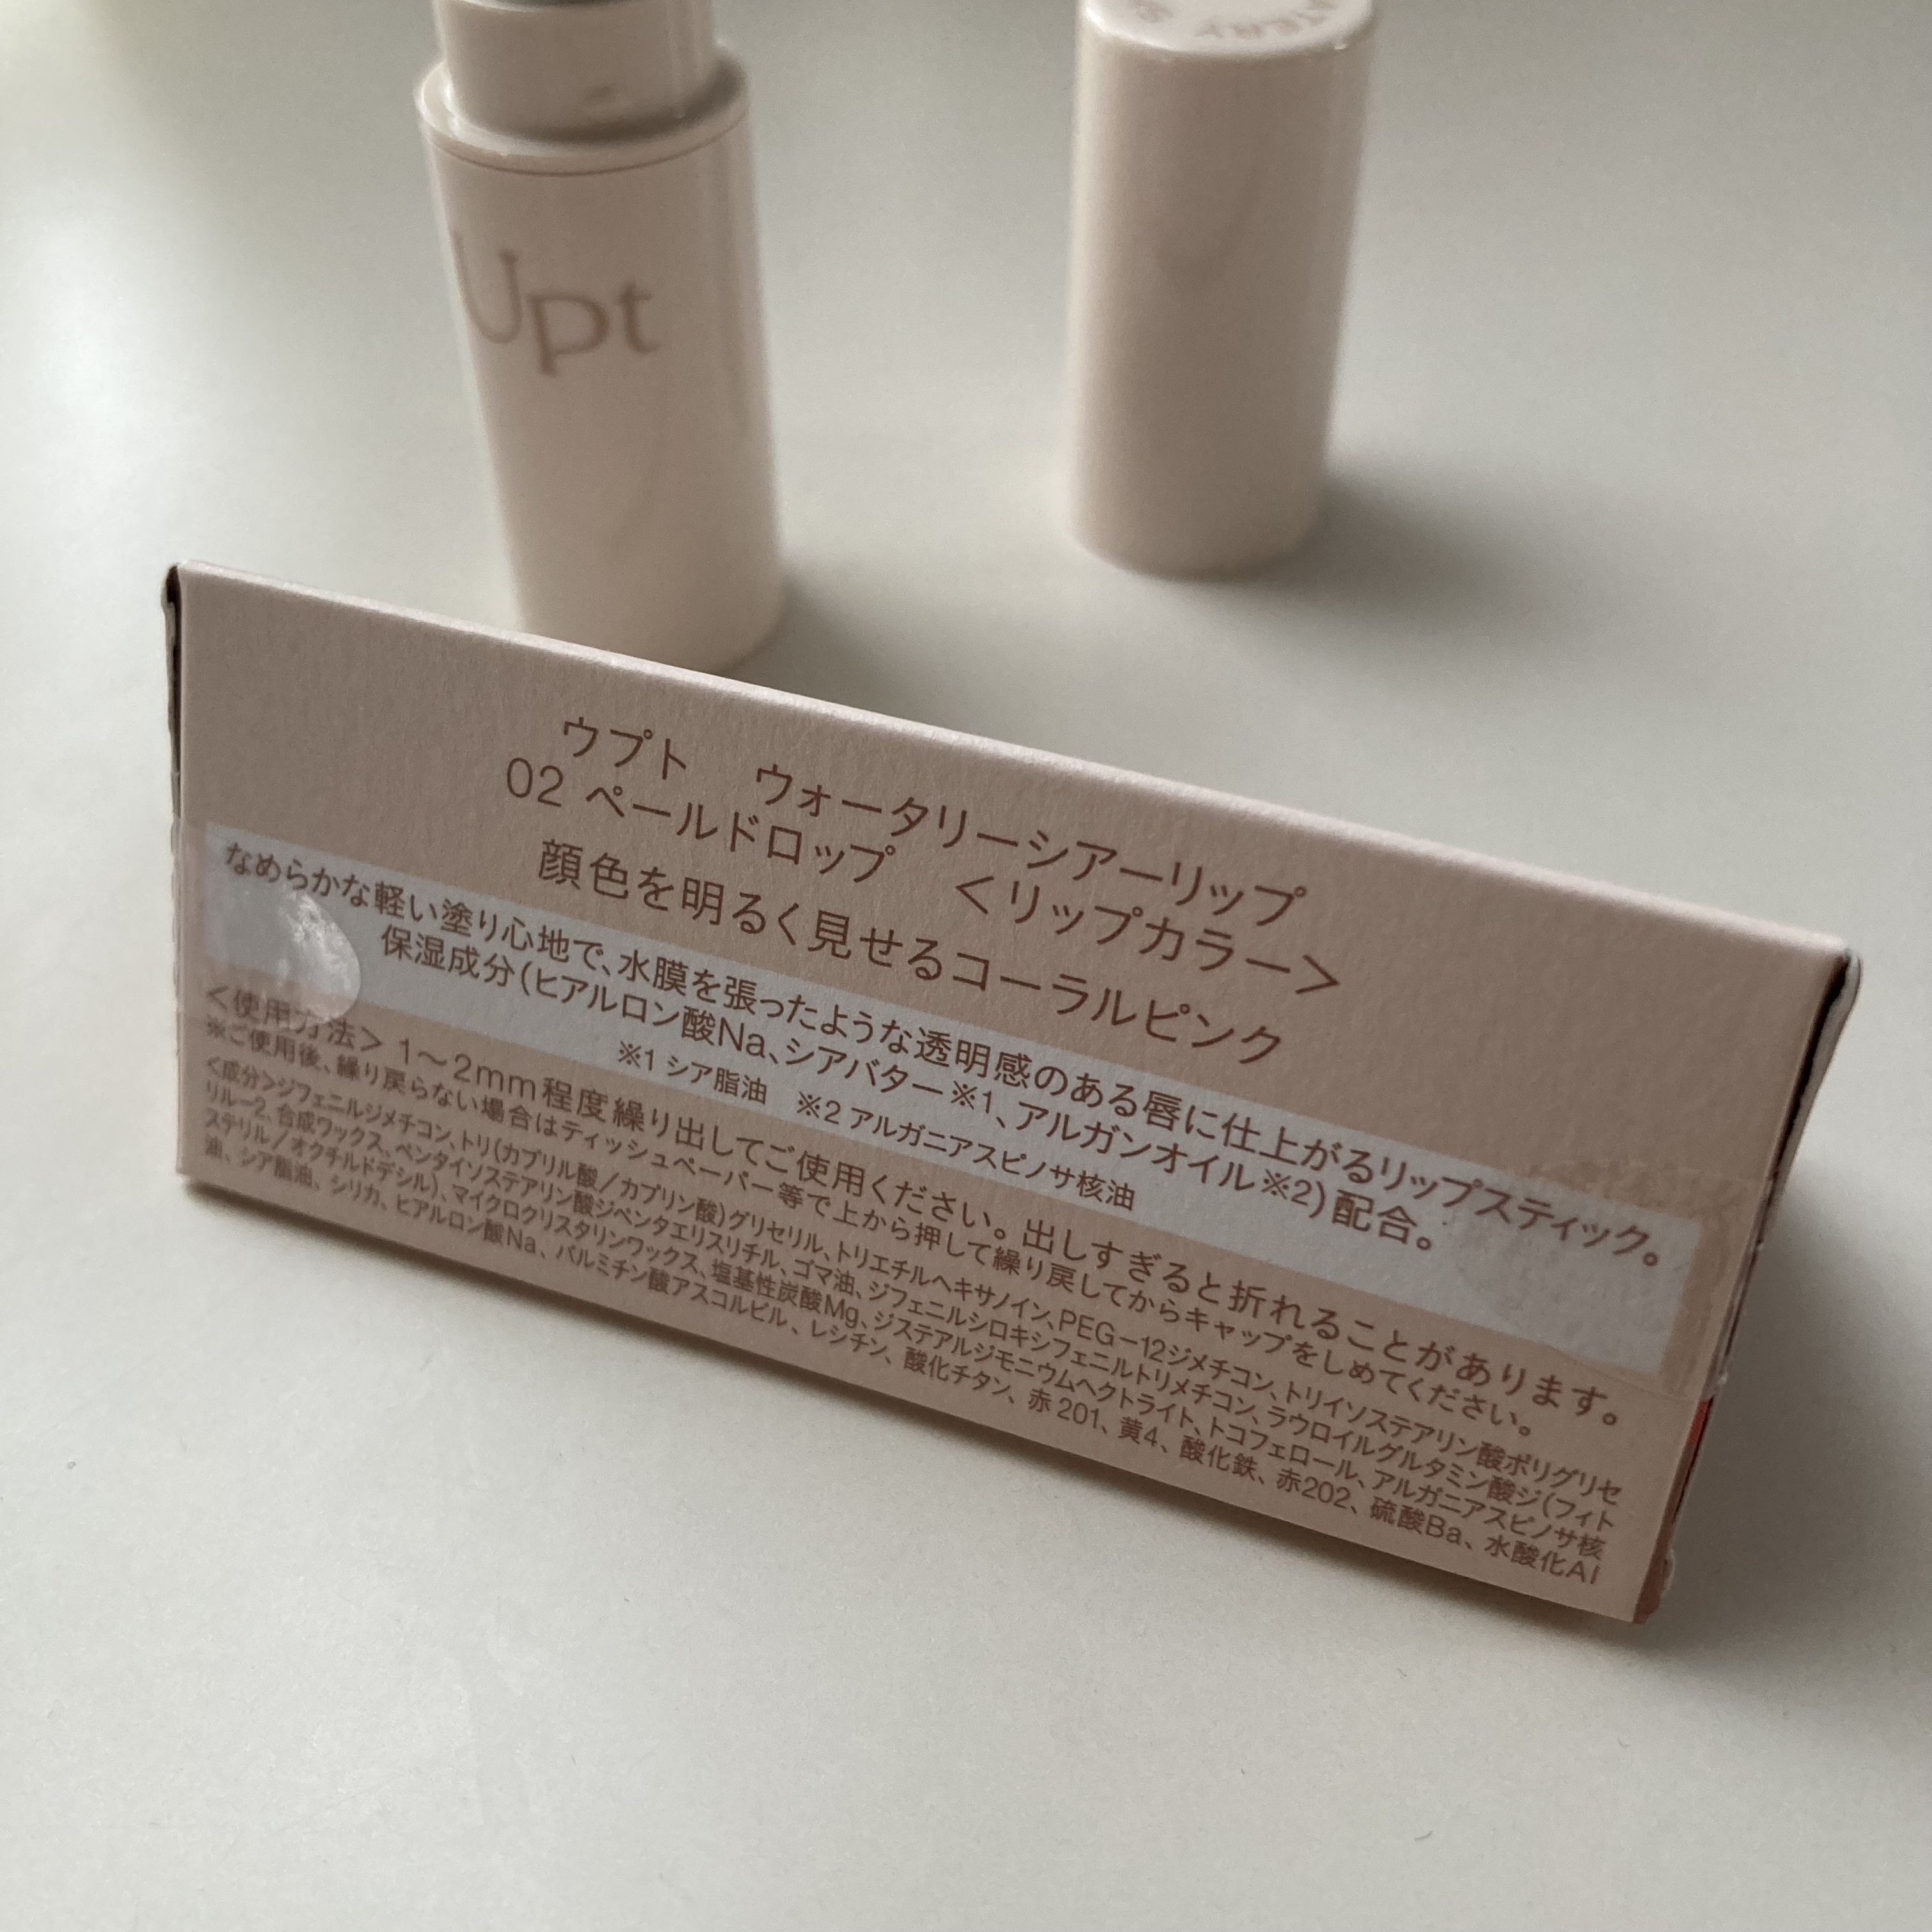 Upt
ウプト　ウォータリーシアーリップ
02 ペールドロップ　＜リップカラー＞
顔色を明るく見せるコーラルピンク
なめらかな軽い塗り心地で、水膜を張ったような透明感のある唇に仕上がるリップスティック。
保湿成分(ヒアルロン酸Na、シアバター※1、アルガンオイル※2)配合。
※1 シア脂油　※2 アルガニアスピノサ核油
＜使用方法＞ 1～2mm程度繰り出してご使用ください。出しすぎると折れることがあります。
※ご使用後、繰り戻らない場合はティッシュペーパー等で上から押して繰り戻してからキャップをしめてください。
＜成分＞ジフェニルジメチコン、トリ(カプリル酸/カプリン酸)グリセリル、トリエチルヘキサノイン、PEG-12ジメチコン、トリイソステアリン酸ポリグリセ
リル-2、合成ワックス、ペンタイソステアリン酸ジペンタエリスリチル、ゴマ油、ジフェニルシロキシフェニルトリメチコン、ラウロイルグルタミン酸ジ(フィト
ステリル/オクチルドデシル)、マイクロクリスタリンワックス、塩基性炭酸Mg、ジステアルジモニウムヘクトライト、トコフェロール、アルガニアスピノサ核
油、シア脂油、シリカ、ヒアルロン酸Na、パルミチン酸アスコルビル、レシチン、酸化チタン、赤201、黄4、酸化鉄、赤202、硫酸Ba、水酸化Al